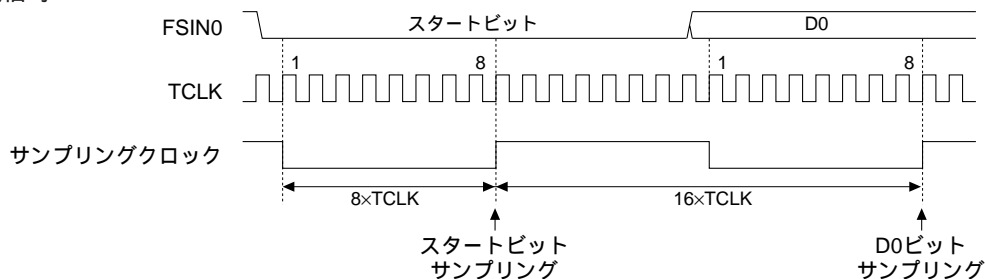 FSIN0
スタートビット
D0
1
8
1
8
TCLK
サンプリングクロック
8×TCLK
16×TCLK
スタートビット
サンプリング
D0ビット
サンプリング